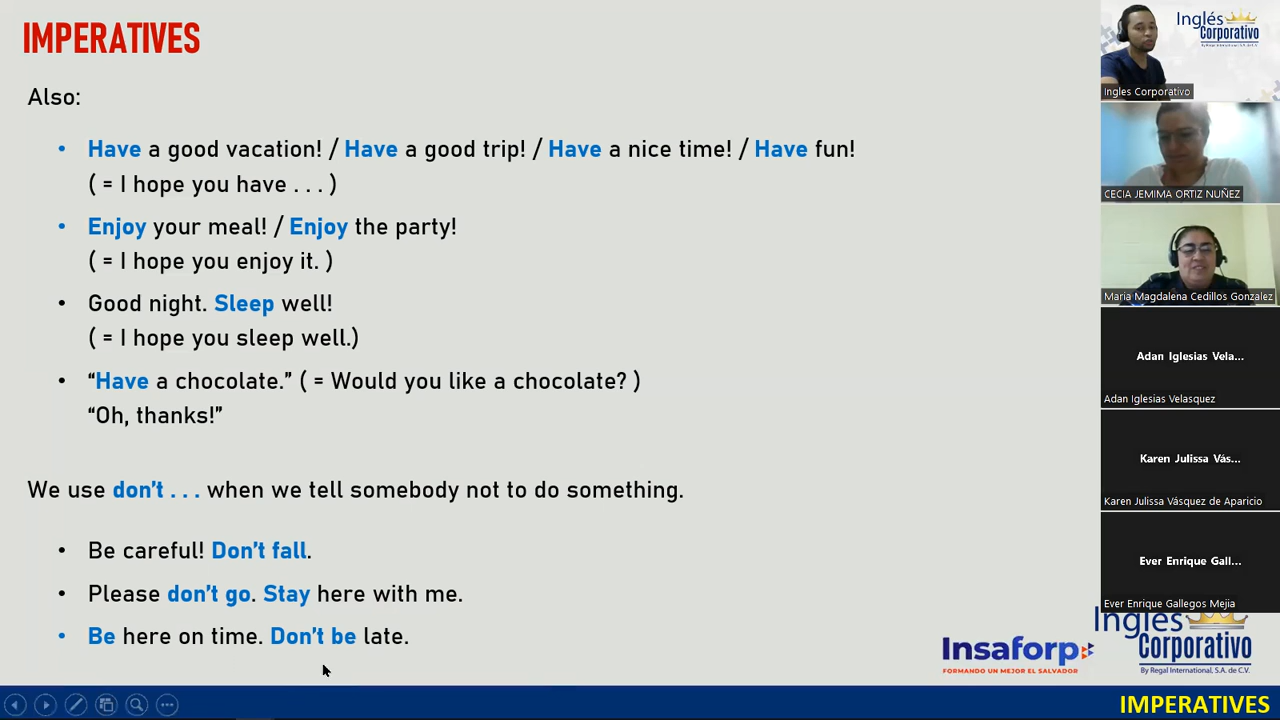 IMPERATIVES
Also:
• Have a good vacation! / Have a good trip! / Have a nice time! / Have fun!
( = I hope you have . . . )
• Enjoy your meal! / Enjoy the party!
( = I hope you enjoy it. )
• Good night. Sleep well!
( = I hope you sleep well.)
• “Have a chocolate.” ( = Would you like a chocolate? )
“Oh, thanks!”
We use don’t . . . when we tell somebody not to do something.
• Be careful! Don’t fall.
• Please don’t go. Stay here with me.
• Be here on time. Don’t be late.
Insaforp
FORMANDO UN MEJOR EL SALVADOR
Inglés
Corporativo
By Regal International, S.A. de C.V.
IMPERATIVES
Inglés
Corporativo
By Regal International, S.A. de C.V.
Ingles Corporativo
CECIA JEMIMA ORTIZ NUÑEZ
Maria Magdalena Cedillos Gonzalez
Adan Iglesias Vela...
Adan Iglesias Velasquez
Karen Julissa Vás...
Karen Julissa Vásquez de Aparicio
Ever Enrique Gall...
Ever Enrique Gallegos Mejia